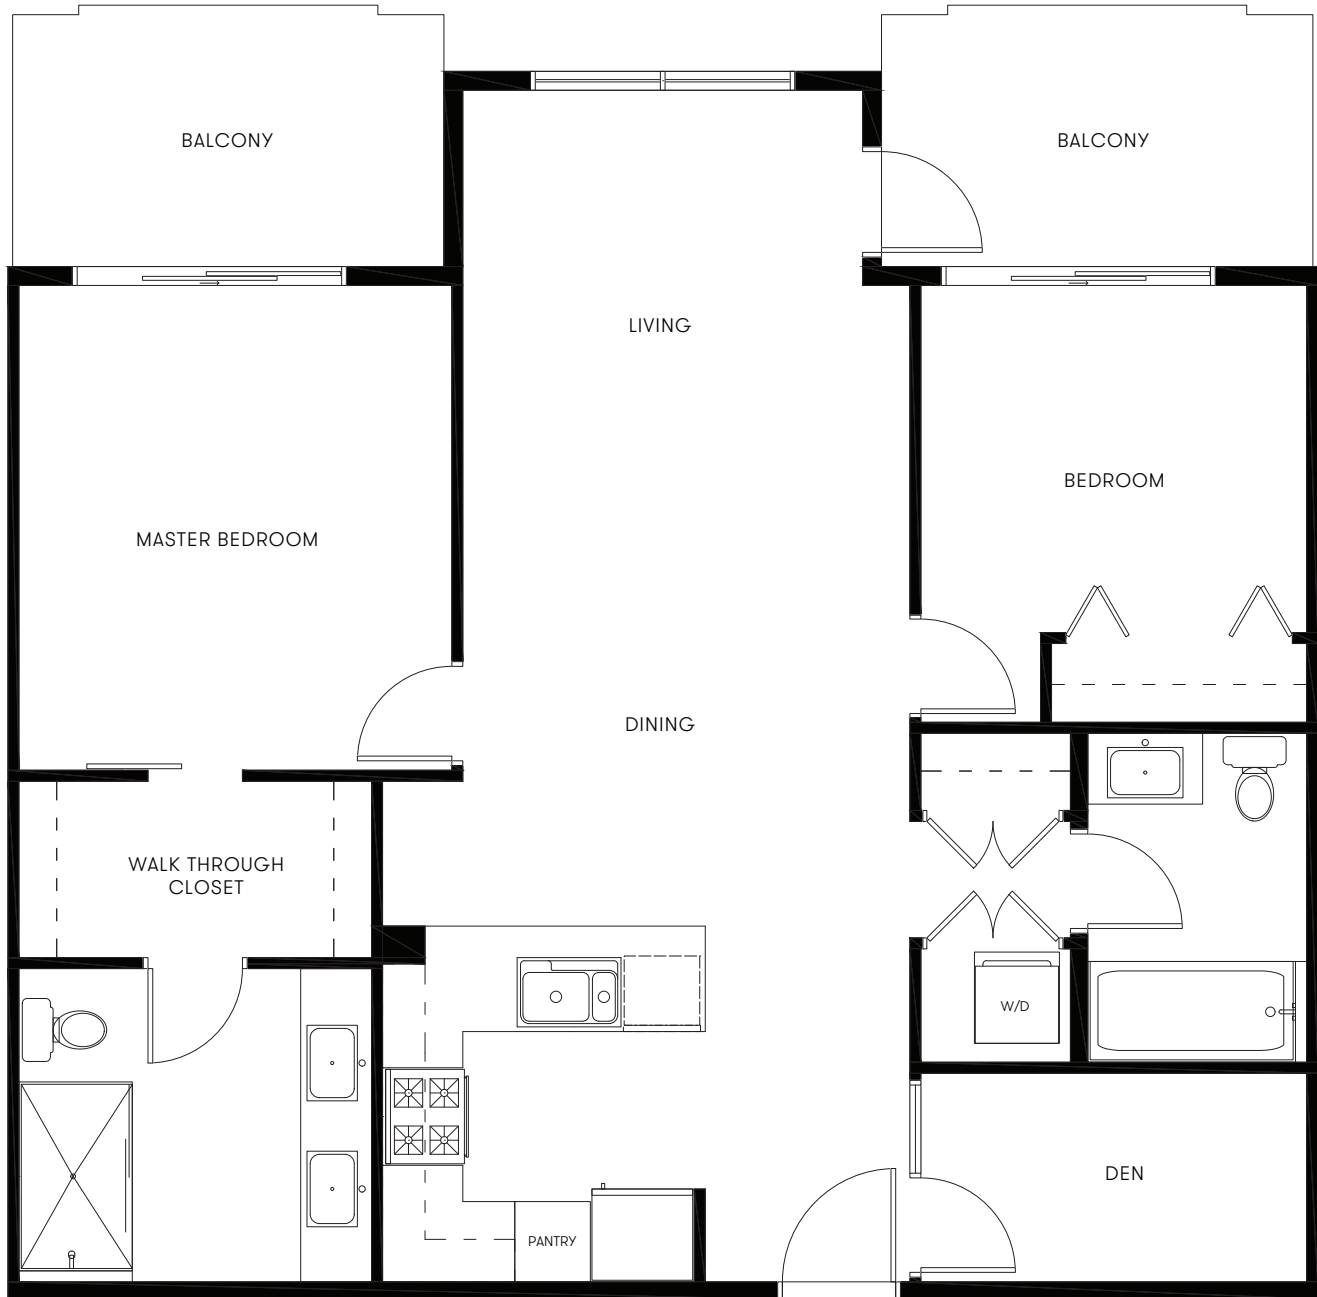 BALCONY
BALCONY
LIVING
BEDROOM
MASTER BEDROOM
DINING
WALK THROUGH
CLOSET
W/D
DEN
PANTRY